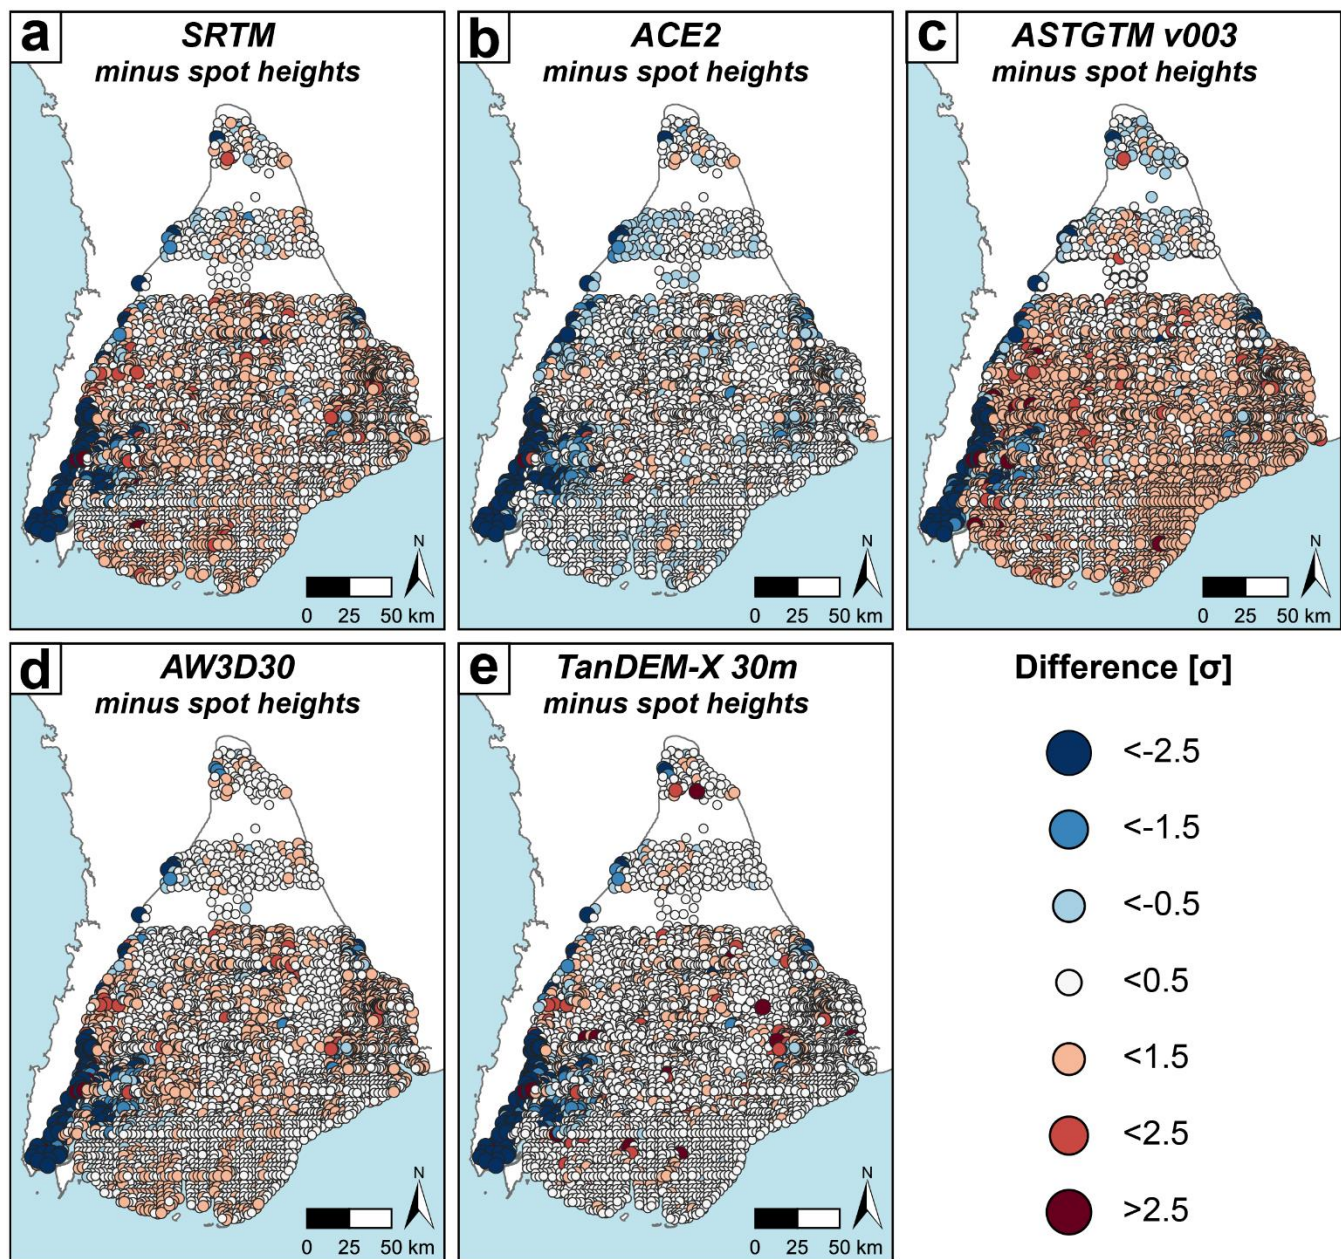 a
SRTM
minus spot heights
N
0 25 50 km
b
ACE2
minus spot heights
N
0 25 50 km
c
ASTGTM v003
minus spot heights
N
0 25 50 km
d
AW3D30
minus spot heights
N
0 25 50 km
e
TanDEM-X 30m
minus spot heights
N
0 25 50 km
Difference [σ]
<-2.5
<-1.5
<-0.5
<0.5
<1.5
<2.5
>2.5